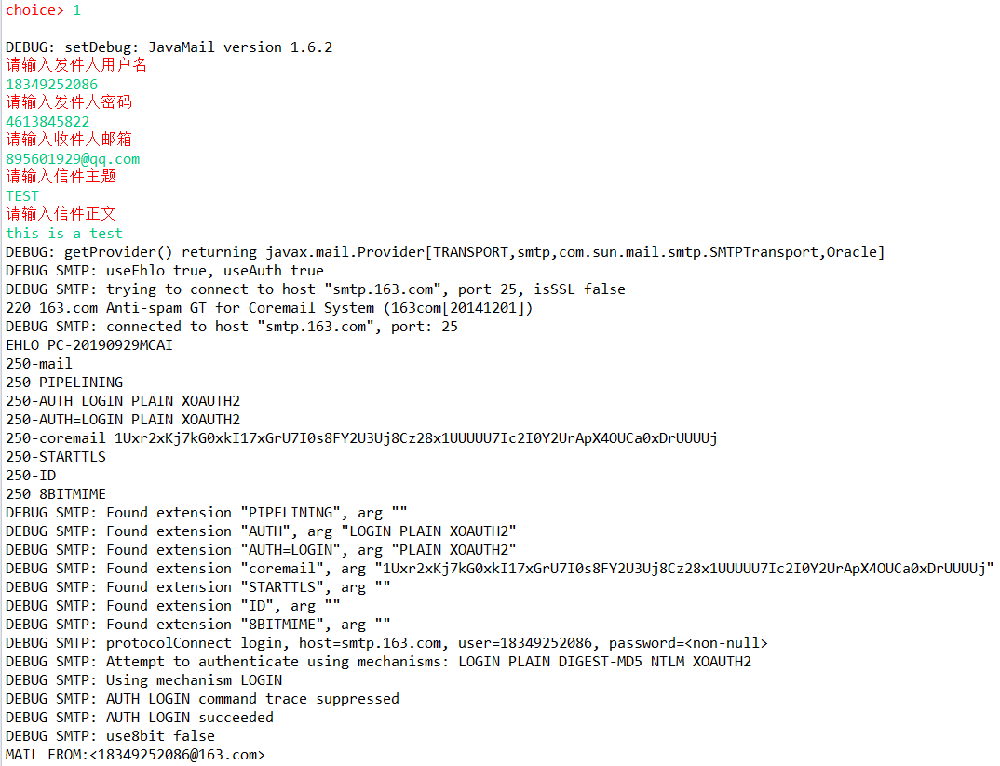 choice> 1
DEBUG: setDebug: JavaMail version 1.6.2
请输入发件人用户名
18349252086
请输入发件人密码
4613845822
请输入收件人邮箱
895601929@qq.com
请输入信件主题
TEST
请输入信件正文
this is a test
DEBUG: getProvider() returning javax.mail.Provider[TRANSPORT,smtp,com.sun.mail.smtp.SMTPTransport,Oracle]
DEBUG SMTP: useEhlo true, useAuth true
DEBUG SMTP: trying to connect to host "smtp.163.com", port 25, isSSL false
220 163.com Anti-spam GT for Coremail System (163com[20141201])
DEBUG SMTP: connected to host "smtp.163.com", port: 25
EHLO PC-20190929MCAI
250-mail
250-PIPELINING
250-AUTH LOGIN PLAIN XOAUTH2
250-AUTH=LOGIN PLAIN XOAUTH2
250-coremail 1Uxr2xKj7kG0xkI17xGrU7I0s8FY2U3Uj8Cz28x1UUUUU7Ic2I0Y2UrApX4OUCa0xDrUUUUj
250-STARTTLS
250-ID
250 8BITMIME
DEBUG SMTP: Found extension "PIPELINING", arg ""
DEBUG SMTP: Found extension "AUTH", arg "LOGIN PLAIN XOAUTH2"
DEBUG SMTP: Found extension "AUTH=LOGIN", arg "PLAIN XOAUTH2"
DEBUG SMTP: Found extension "coremail", arg "1Uxr2xKj7kG0xkI17xGrU7I0s8FY2U3Uj8Cz28x1UUUUU7Ic2I0Y2UrApX4OUCa0xDrUUUUj"
DEBUG SMTP: Found extension "STARTTLS", arg ""
DEBUG SMTP: Found extension "ID", arg ""
DEBUG SMTP: Found extension "8BITMIME", arg ""
DEBUG SMTP: protocolConnect login, host=smtp.163.com, user=18349252086, password=<non-null>
DEBUG SMTP: Attempt to authenticate using mechanisms: LOGIN PLAIN DIGEST-MD5 NTLM XOAUTH2
DEBUG SMTP: Using mechanism LOGIN
DEBUG SMTP: AUTH LOGIN command trace suppressed
DEBUG SMTP: AUTH LOGIN succeeded
DEBUG SMTP: use8bit false
MAIL FROM:<18349252086@163.com>